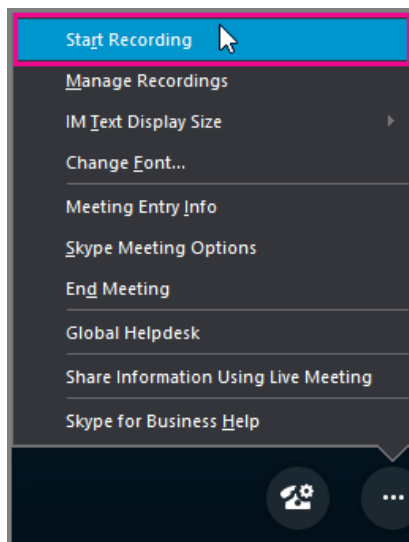 Start Recording
Manage Recordings
IM Text Display Size
Change Font...
Meeting Entry Info
Skype Meeting Options
End Meeting
Global Helpdesk
Share Information Using Live Meeting
Skype for Business Help